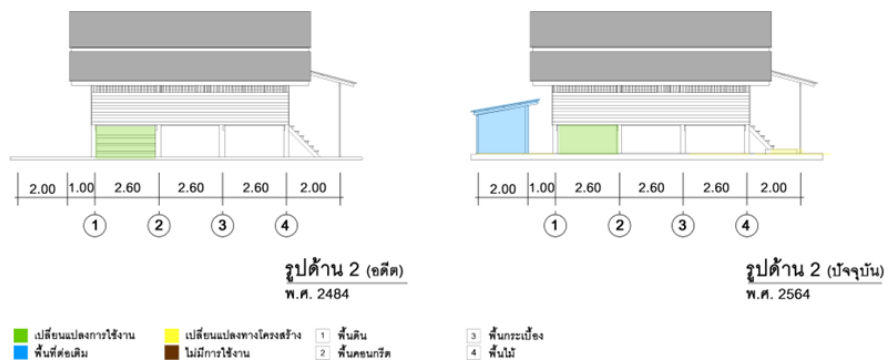 2.00 1.00 2.60 2.60 2.60 2.00
1 2 3 4
รูปด้าน 2 (อดีต)
พ.ศ. 2484
2.00 1.00 2.60 2.60 2.60 2.00
1 2 3 4
รูปด้าน 2 (ปัจจุบัน)
พ.ศ. 2564
เปลี่ยนแปลงการใช้งาน เปลี่ยนแปลงทางโครงสร้าง 1 พื้นดิน 3 พื้นกระเบื้อง
พื้นที่ต่อเติม ไม่มีการใช้งาน 2 พื้นคอนกรีต 4 พื้นไม้